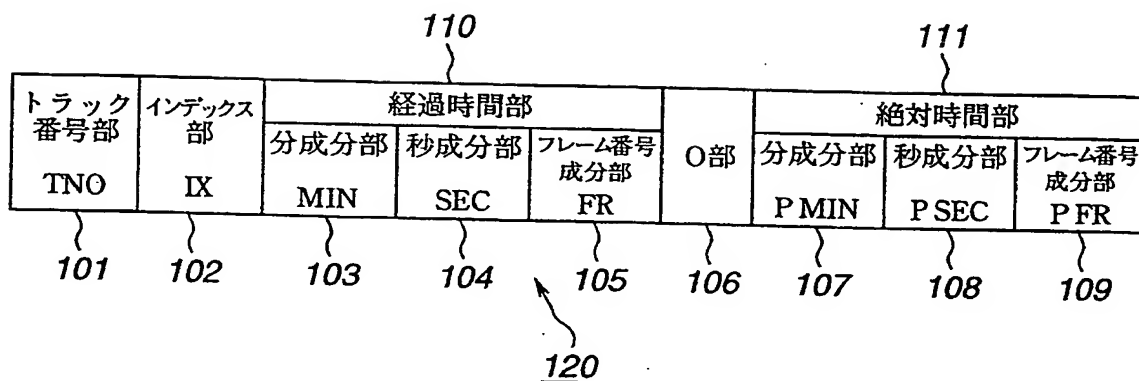 110
111
トラック
番号部
TNO
インデックス
部
IX
経過時間部
分成分部
MIN
秒成分部
SEC
フレーム番号
成分部
FR
O部
絶対時間部
分成分部
P MIN
秒成分部
P SEC
フレーム番号
成分部
P FR
101
102
103
104
105
106
107
108
109
120